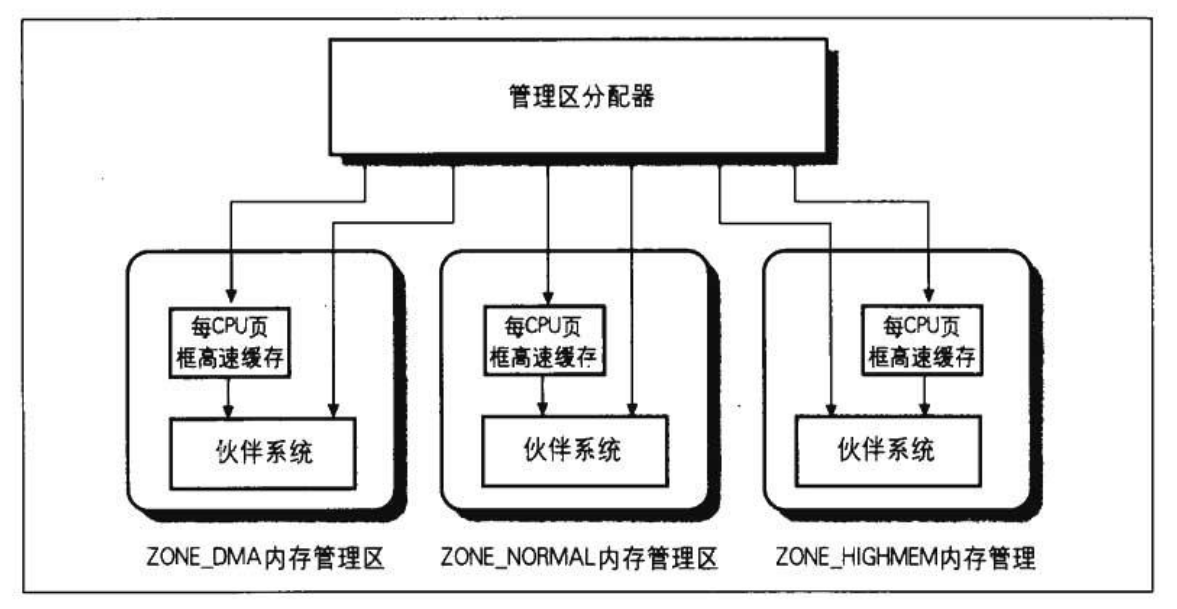 管理区分配器
每CPU页
框高速缓存
每CPU页
框高速缓存
每CPU页
框高速缓存
伙伴系统
伙伴系统
伙伴系统
ZONE_DMA内存管理区
ZONE_NORMAL内存管理区
ZONE_HIGHMEM内存管理